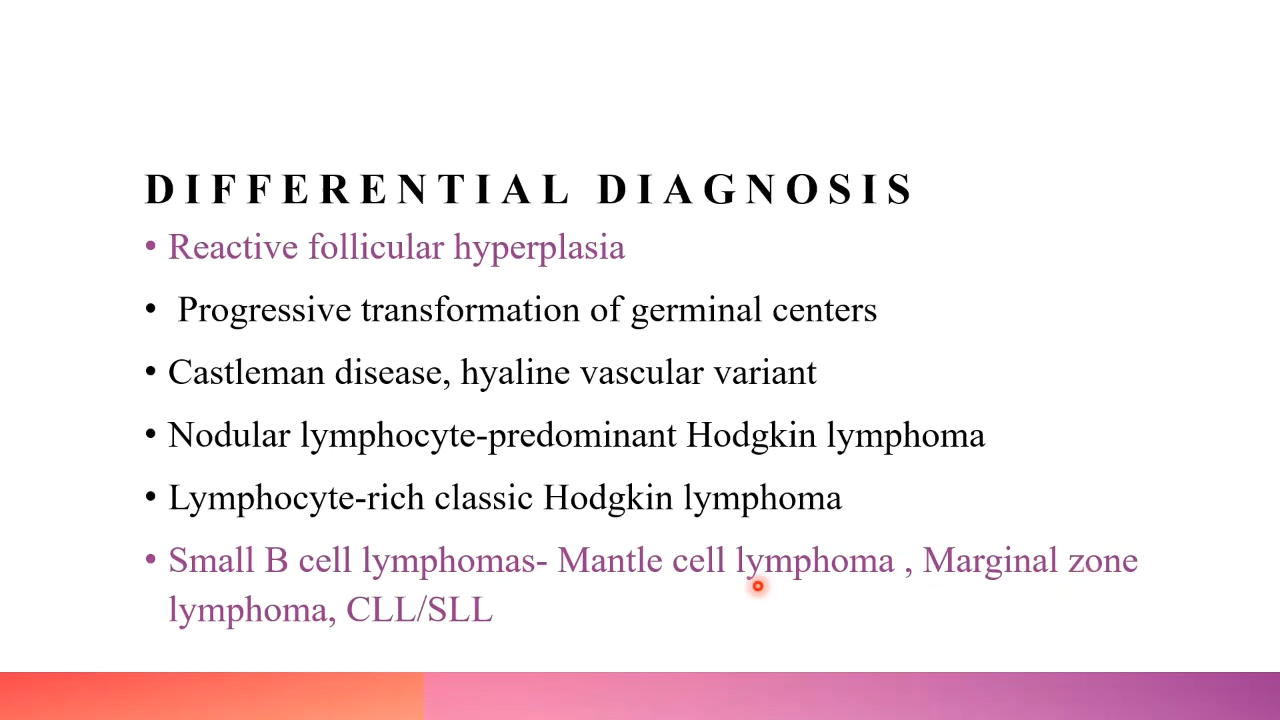 DIFFERENTIAL DIAGNOSIS
• Reactive follicular hyperplasia
• Progressive transformation of germinal centers
• Castleman disease, hyaline vascular variant
• Nodular lymphocyte-predominant Hodgkin lymphoma
• Lymphocyte-rich classic Hodgkin lymphoma
• Small B cell lymphomas- Mantle cell lymphoma , Marginal zone
lymphoma, CLL/SLL